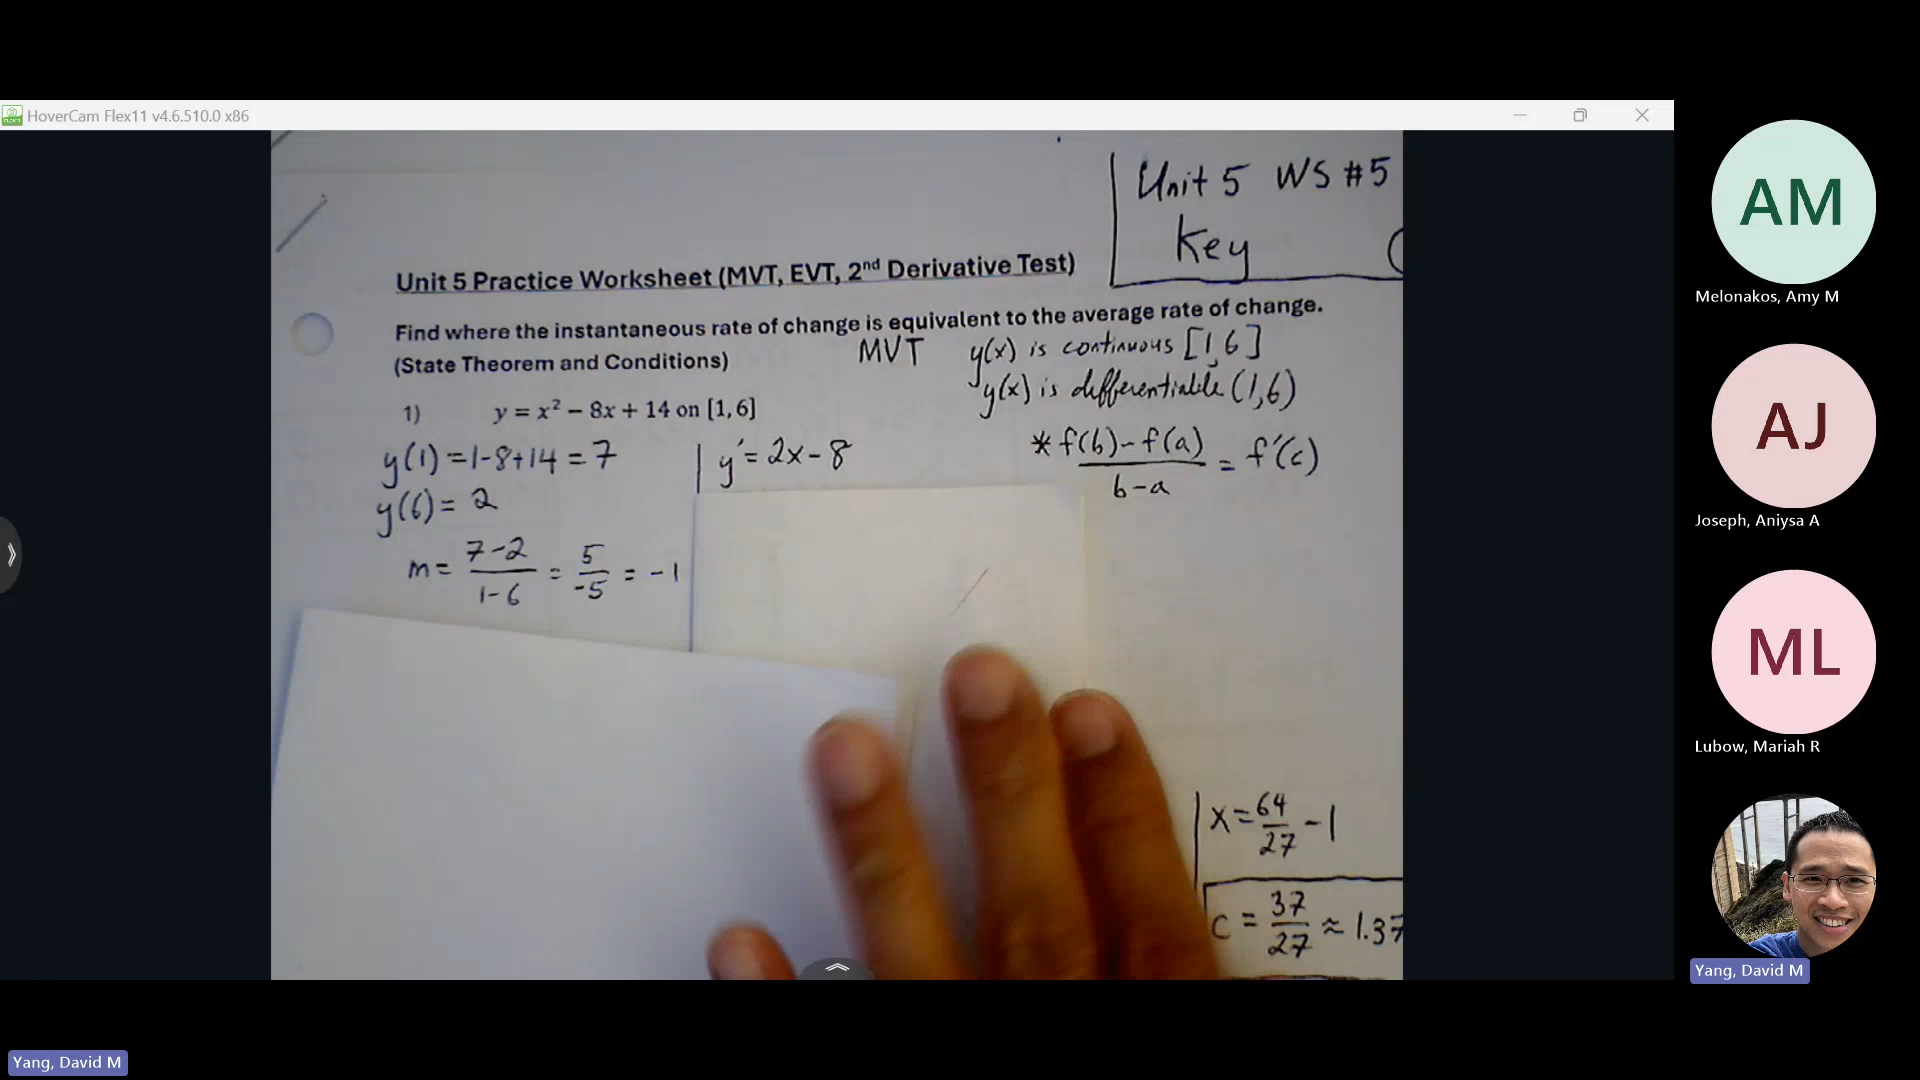 HoverCam Flex11 v4.6.510.0 x86
Unit 5 WS #5
Key
Unit 5 Practice Worksheet (MVT, EVT, 2nd Derivative Test)
Find where the instantaneous rate of change is equivalent to the average rate of change.
(State Theorem and Conditions)
MVT
y(x) is continuous [1,6]
y(x) is differentiable (1,6)
1) y = x² − 8x + 14 on [1, 6]
y(1) = 1-8+14 = 7
y(6) = 2
m = 7-2 / 1-6 = 5 / -5 = -1
y' = 2x - 8
* f(b) - f(a) / b-a = f'(c)
x = 64/27 - 1
c = 37/27 ≈ 1.37
AM
Melonakos, Amy M
AJ
Joseph, Aniysa A
ML
Lubow, Mariah R
Yang, David M
Yang, David M